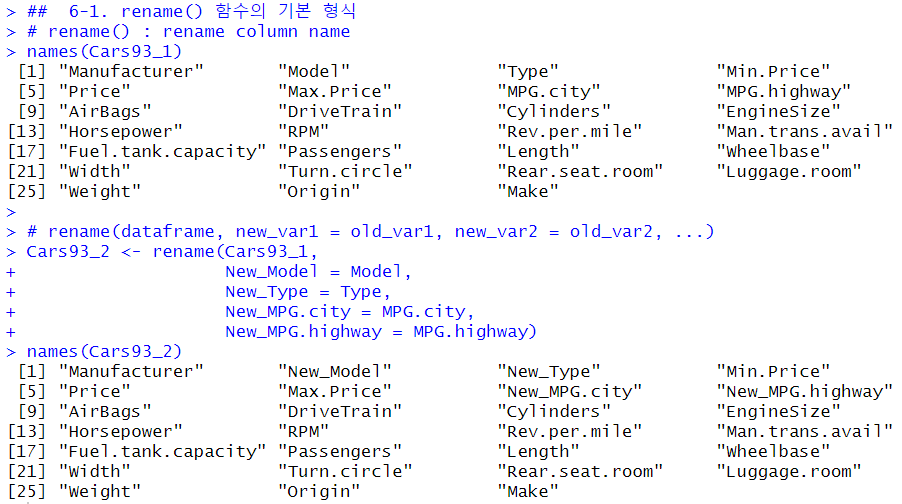 > ##  6-1. rename() 함수의 기본 형식
> # rename() : rename column name
> names(Cars93_1)
 [1] "Manufacturer"       "Model"              "Type"               "Min.Price"
 [5] "Price"              "Max.Price"          "MPG.city"           "MPG.highway"
 [9] "AirBags"            "DriveTrain"         "Cylinders"          "EngineSize"
[13] "Horsepower"         "RPM"                "Rev.per.mile"       "Man.trans.avail"
[17] "Fuel.tank.capacity" "Passengers"         "Length"             "Wheelbase"
[21] "Width"              "Turn.circle"        "Rear.seat.room"     "Luggage.room"
[25] "Weight"             "Origin"             "Make"
>
> # rename(dataframe, new_var1 = old_var1, new_var2 = old_var2, ...)
> Cars93_2 <- rename(Cars93_1,
+                   New_Model = Model,
+                   New_Type = Type,
+                   New_MPG.city = MPG.city,
+                   New_MPG.highway = MPG.highway)
> names(Cars93_2)
 [1] "Manufacturer"       "New_Model"          "New_Type"           "Min.Price"
 [5] "Price"              "Max.Price"          "New_MPG.city"       "New_MPG.highway"
 [9] "AirBags"            "DriveTrain"         "Cylinders"          "EngineSize"
[13] "Horsepower"         "RPM"                "Rev.per.mile"       "Man.trans.avail"
[17] "Fuel.tank.capacity" "Passengers"         "Length"             "Wheelbase"
[21] "Width"              "Turn.circle"        "Rear.seat.room"     "Luggage.room"
[25] "Weight"             "Origin"             "Make"